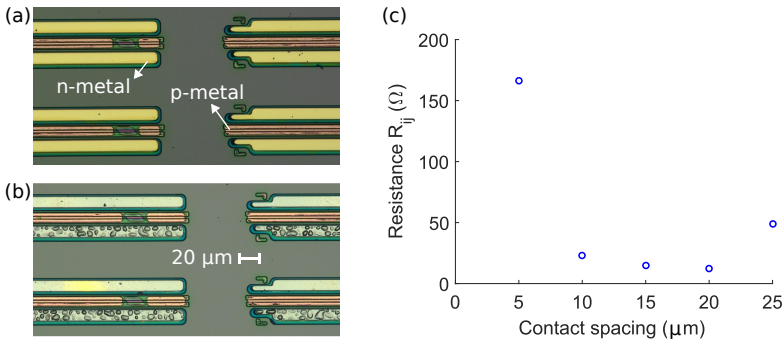 (a)
n-metal
p-metal
(b)
20 μm
(c)
Resistance R_ij (Ω)
200
150
100
50
0
0 5 10 15 20 25
Contact spacing (μm)